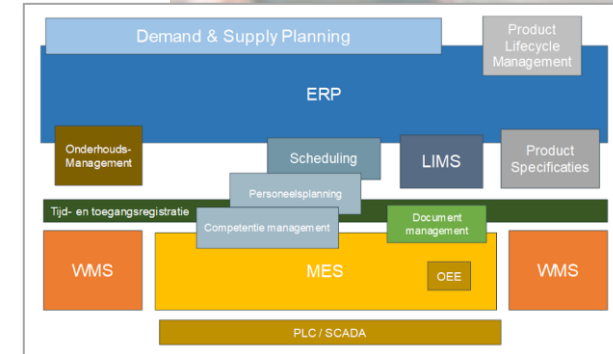 Demand & Supply Planning
Product
Lifecycle
Management
ERP
Onderhouds-
Management
Scheduling
LIMS
Product
Specificaties
Personeelsplanning
Tijd- en toegangsregistratie
Competentie management
Document
management
WMS
MES
OEE
WMS
PLC / SCADA